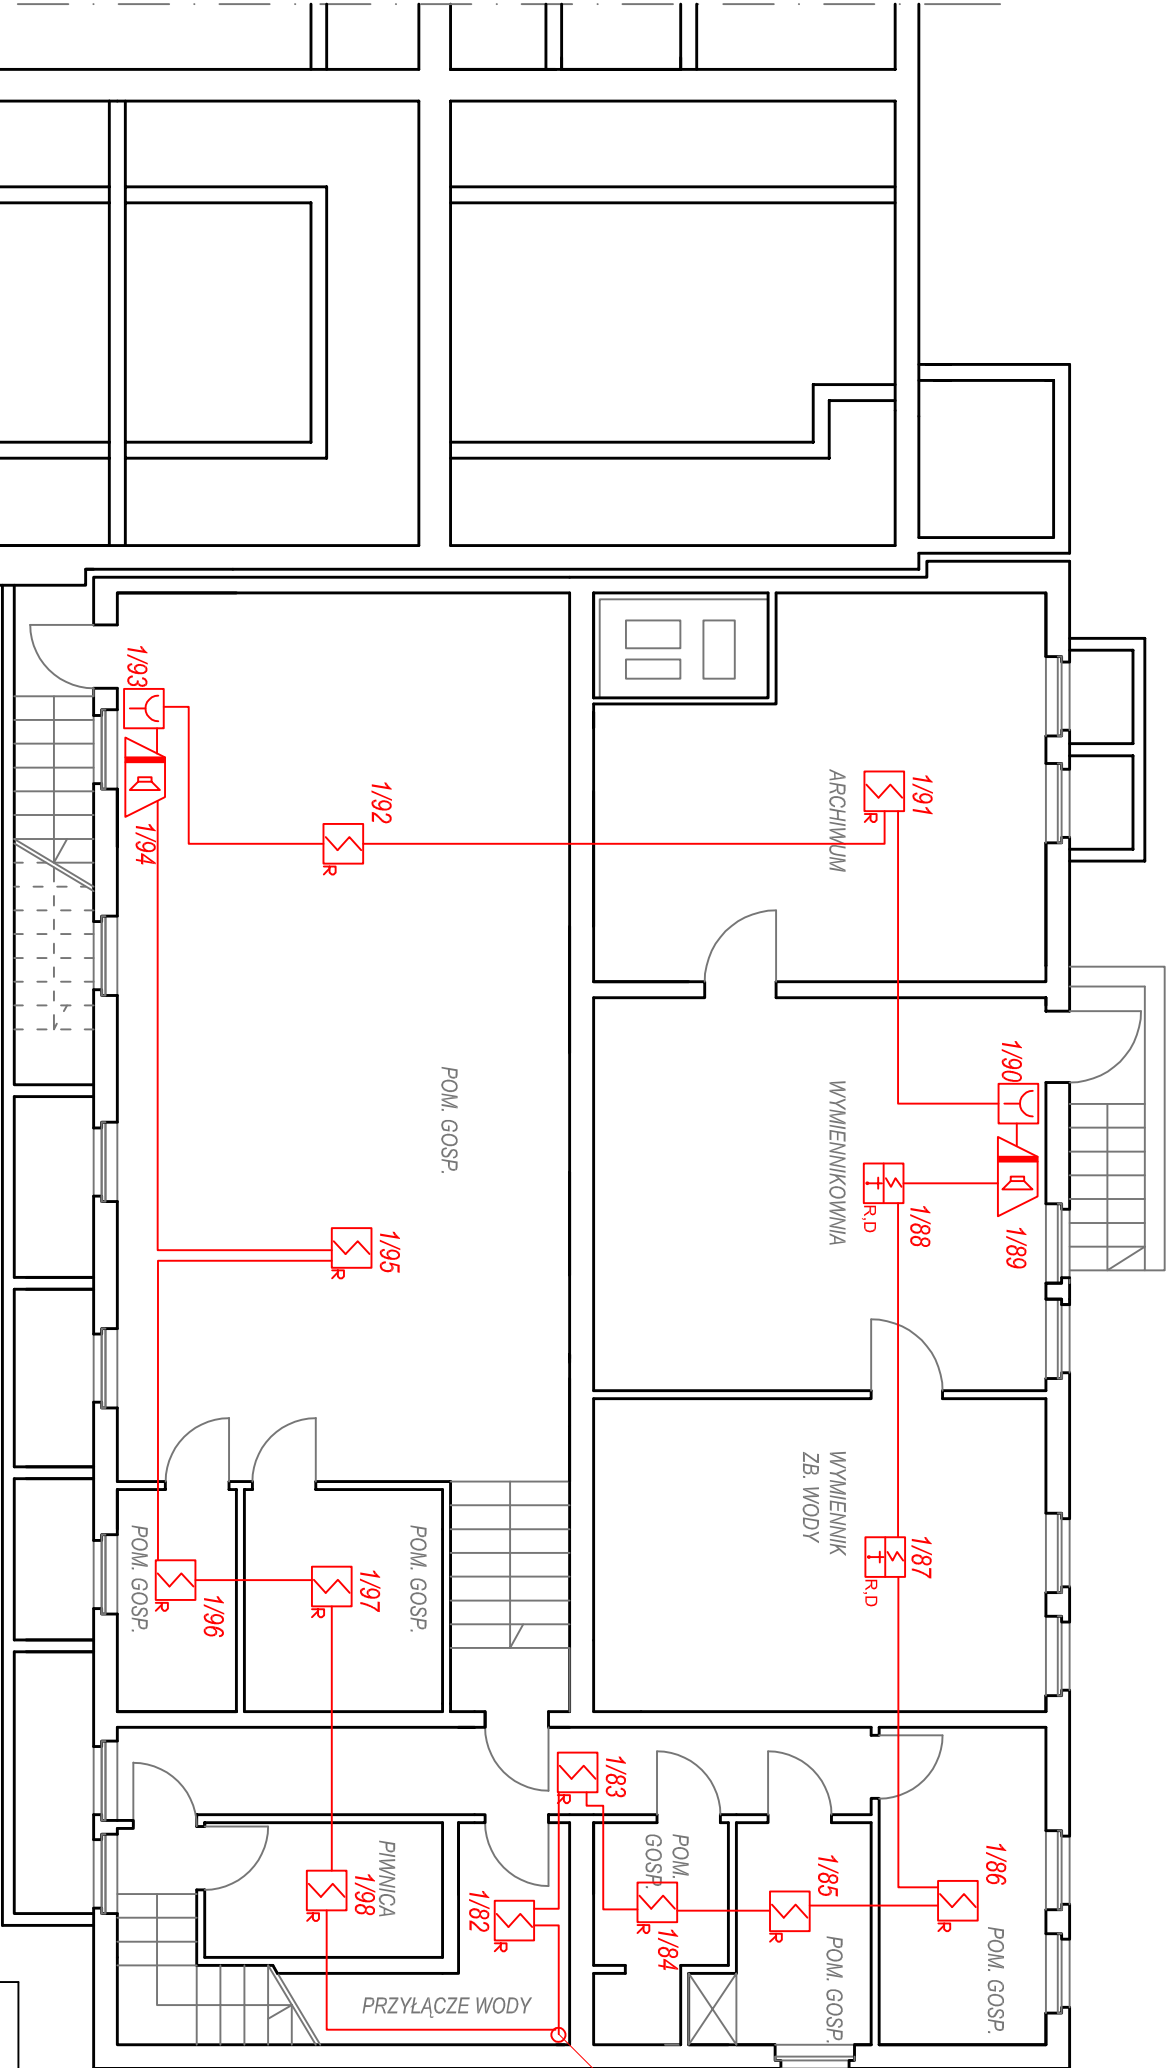 1/93
1/94
1/92
R
1/91
R
ARCHIWUM
1/90
1/89
1/88
R,D
WYMIENNIKOWNIA
POM. GOSP.
1/95
R
WYMIENNIK
ZB. WODY
1/87
R,D
POM. GOSP.
1/96
R
POM. GOSP.
1/97
R
1/83
R
POM.
GOSP.
1/84
R
1/85
R
POM. GOSP.
1/86
R
POM. GOSP.
PIWNICA
1/98
R
1/82
R
PRZYŁĄCZE WODY